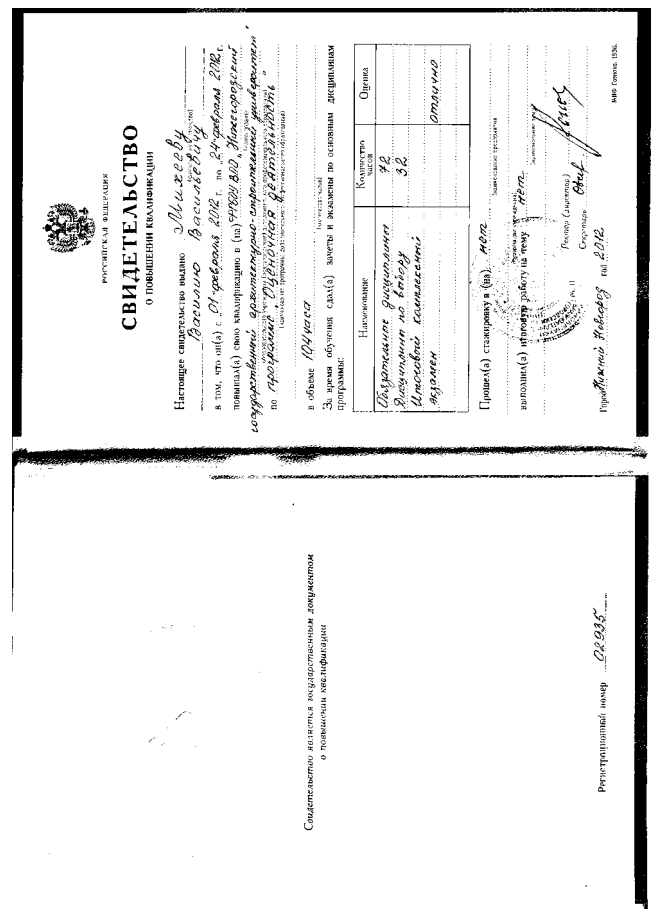 Свидетельство является государственным документом
о повышении квалификации
Регистрационный номер 02935
РОССИЙСКАЯ ФЕДЕРАЦИЯ
СВИДЕТЕЛЬСТВО
О ПОВЫШЕНИИ КВАЛИФИКАЦИИ
Настоящее свидетельство выдано Михееву
Василию Васильевичу
в том, что он(а) с „01" февраля 2012 г. по „24" февраля 2012 г.
повышал(а) свою квалификацию в (на) ФГБОУ ВПО „Нижегородский
государственный архитектурно-строительный университет"
по программе „Оценочная деятельность"
в объеме 104 часа
За время обучения сдал(а) зачеты и экзамены по основным дисциплинам
программы:
Наименование Количество часов Оценка
Обязательные дисциплины 72
Дисциплины по выбору 32
Итоговый комплексный
экзамен отлично
Прошел(а) стажировку в (на) нет
выполнил(а) итоговую работу на тему нет
Ректор (директор)
Секретарь
Город Нижний Новгород год 2012